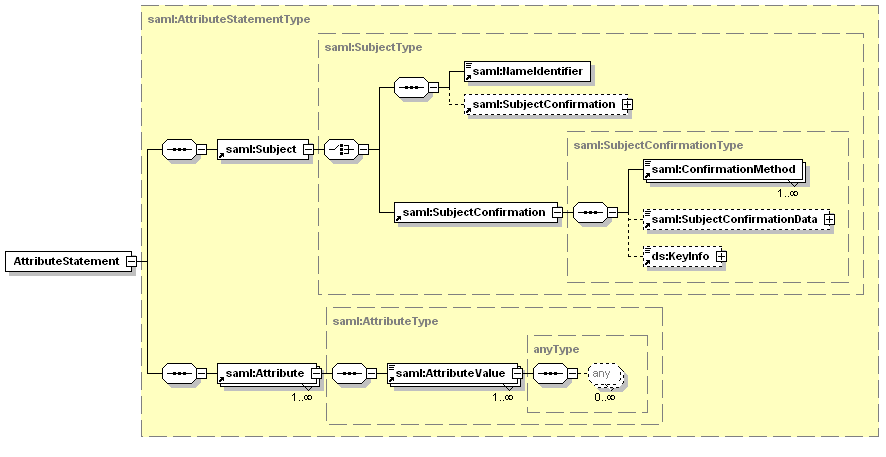 saml:AttributeStatementType
saml:SubjectType
saml:NameIdentifier
saml:SubjectConfirmation
saml:Subject
saml:SubjectConfirmationType
saml:ConfirmationMethod
1..∞
saml:SubjectConfirmation
saml:SubjectConfirmationData
ds:KeyInfo
AttributeStatement
saml:AttributeType
anyType
saml:Attribute
1..∞
saml:AttributeValue
1..∞
any
0..∞